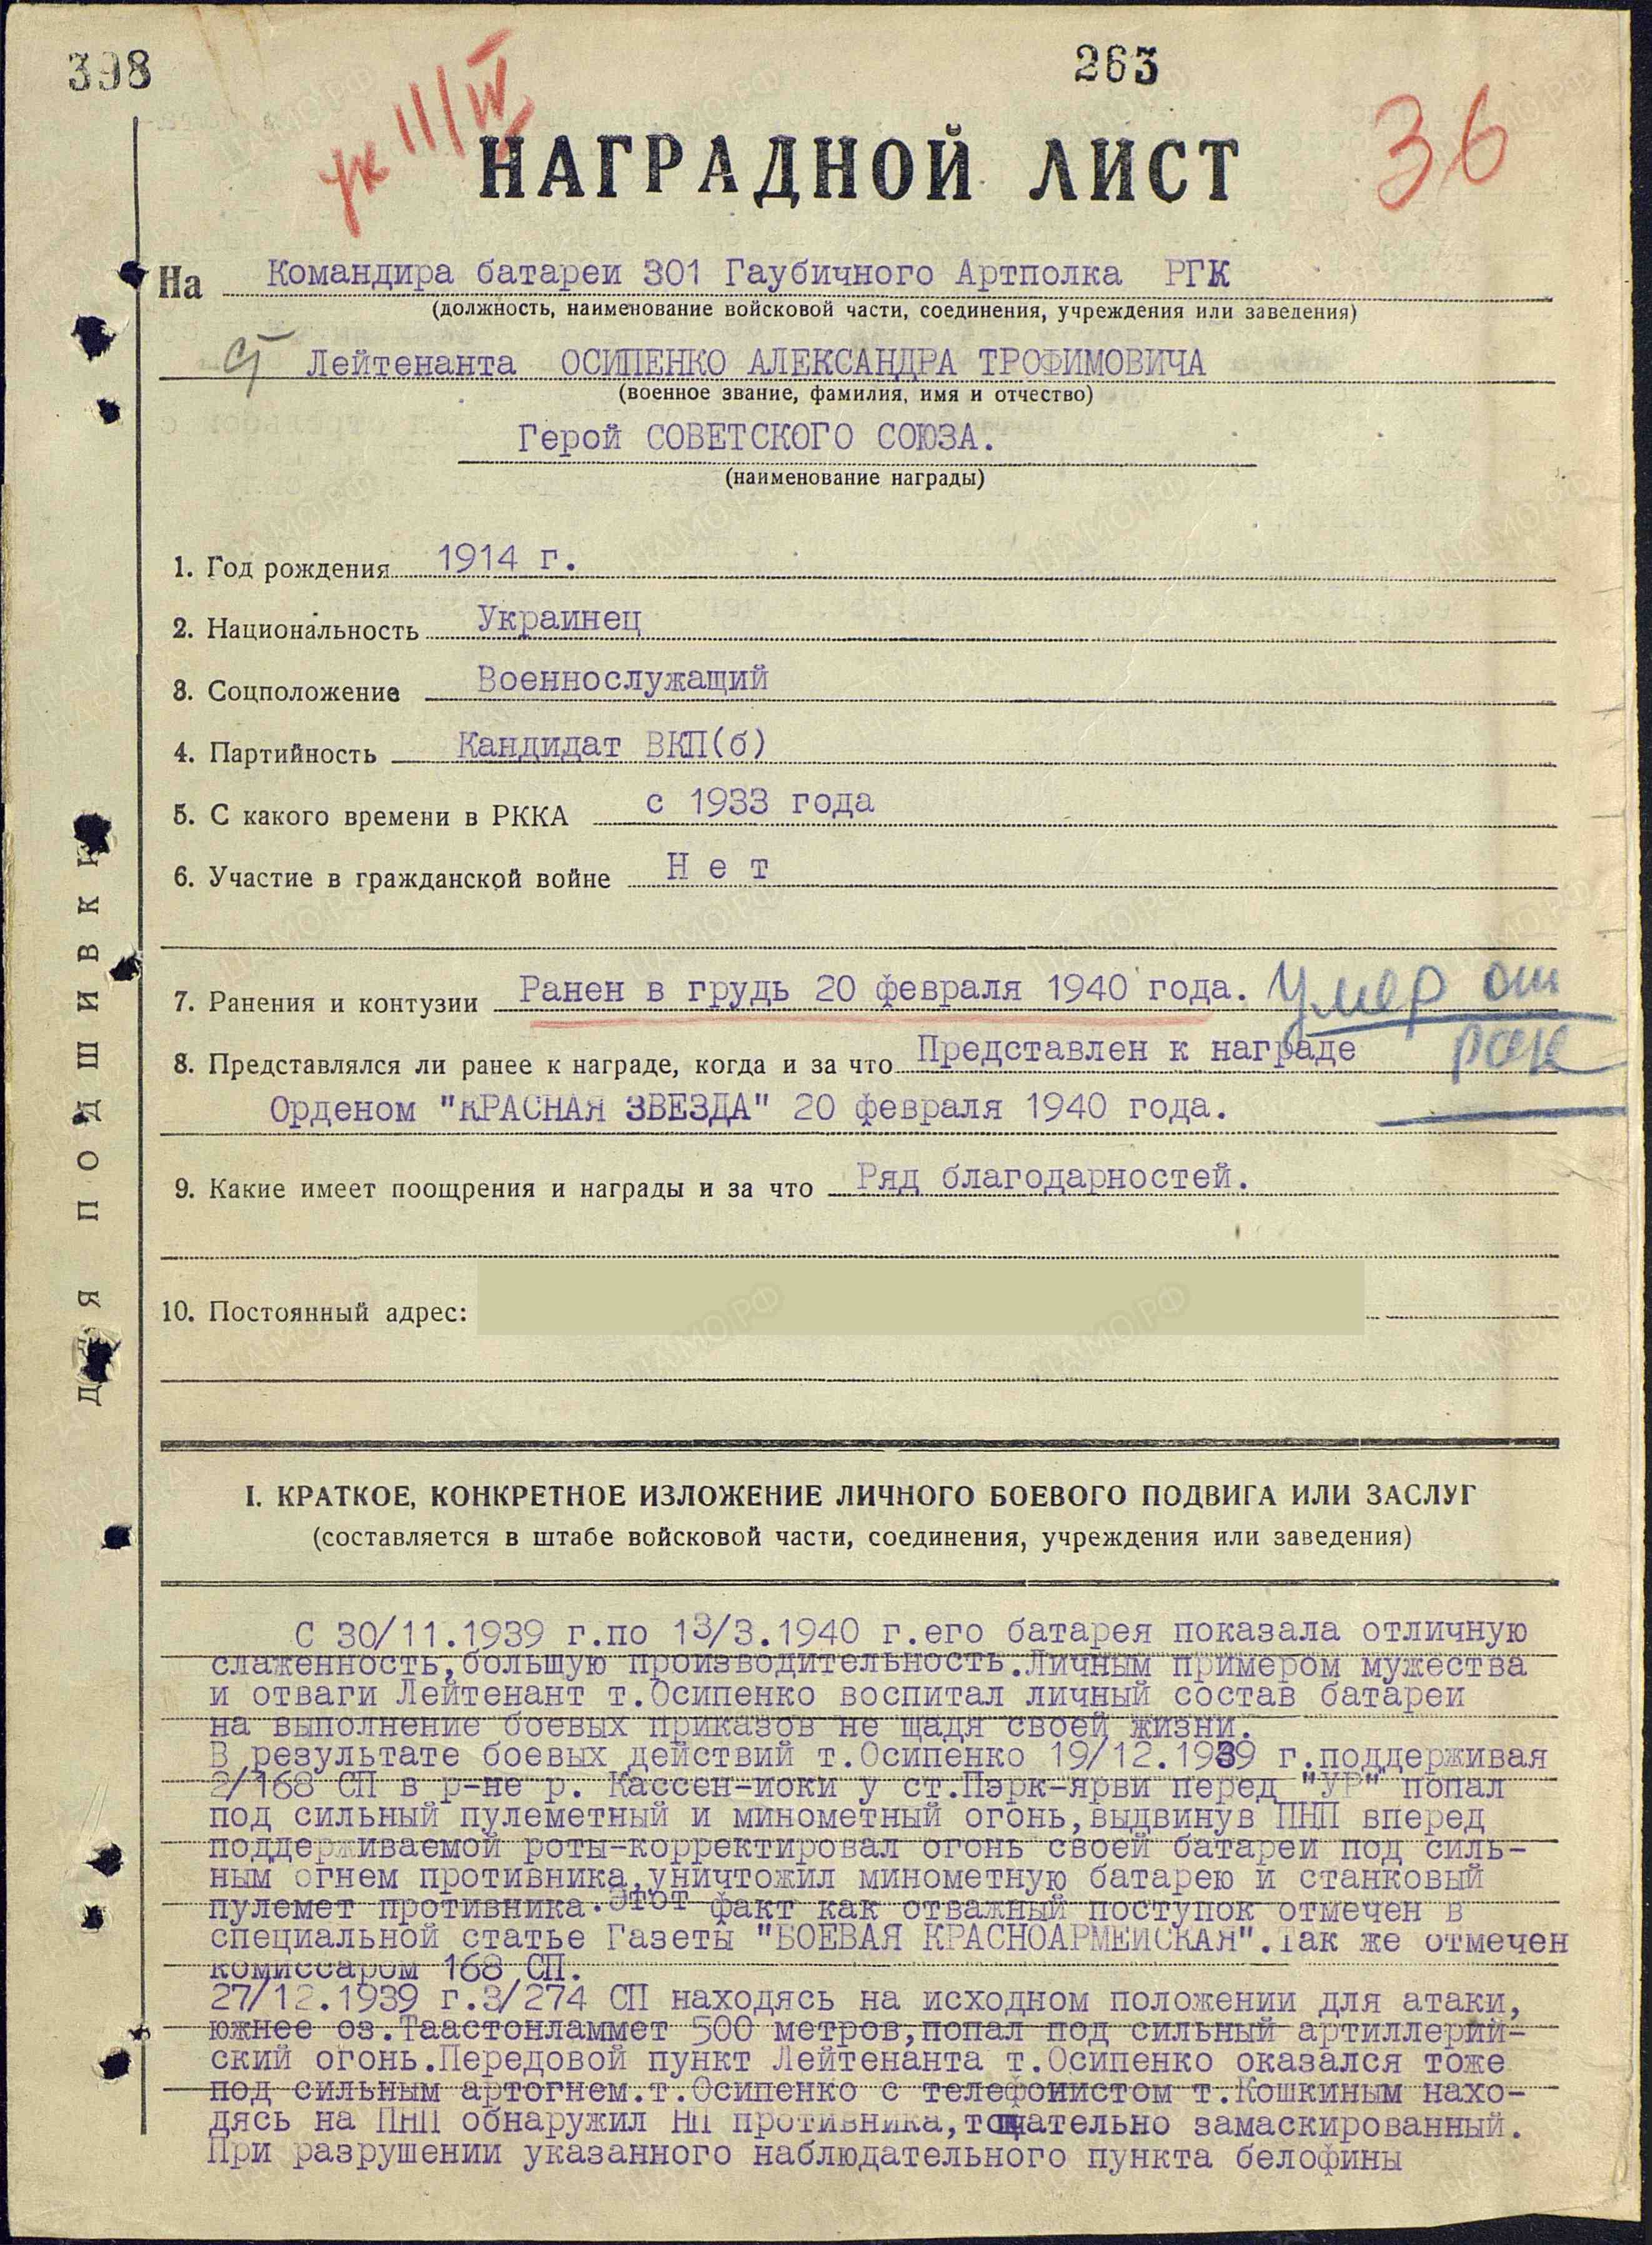 398
263
ук III/IV
36
НАГРАДНОЙ ЛИСТ
На Командира батареи 301 Гаубичного Артполка РГК
(должность, наименование войсковой части, соединения, учреждения или заведения)
Ст Лейтенанта ОСИПЕНКО АЛЕКСАНДРА ТРОФИМОВИЧА
(военное звание, фамилия, имя и отчество)
Герой СОВЕТСКОГО СОЮЗА.
(наименование награды)
1. Год рождения 1914 г.
2. Национальность Украинец
3. Соцположение Военнослужащий
4. Партийность Кандидат ВКП(б)
5. С какого времени в РККА с 1933 года
6. Участие в гражданской войне Н е т
7. Ранения и контузии Ранен в грудь 20 февраля 1940 года. Умер от
ран
8. Представлялся ли ранее к награде, когда и за что Представлен к награде
Орденом "КРАСНАЯ ЗВЕЗДА" 20 февраля 1940 года.
9. Какие имеет поощрения и награды и за что Ряд благодарностей.
10. Постоянный адрес:
ДЛЯ ПОДШИВКИ
I. КРАТКОЕ, КОНКРЕТНОЕ ИЗЛОЖЕНИЕ ЛИЧНОГО БОЕВОГО ПОДВИГА ИЛИ ЗАСЛУГ
(составляется в штабе войсковой части, соединения, учреждения или заведения)
С 30/11.1939 г.по 13/3.1940 г.его батарея показала отличную
слаженность,большую производительность.Личным примером мужества
и отваги Лейтенант т.Осипенко воспитал личный состав батареи
на выполнение боевых приказов не щадя своей жизни.
В результате боевых действий т.Осипенко 19/12.1939 г.поддерживая
2/168 СП в р-не р. Кассен-иоки у ст.Пэрк-ярви перед "УР" попал
под сильный пулеметный и минометный огонь,выдвинув ПНП вперед
поддерживаемой роты-корректировал огонь своей батареи под силь-
ным огнем противника,уничтожил минометную батарею и станковый
пулемет противника.Этот факт как отважный поступок отмечен в
специальной статье Газеты "БОЕВАЯ КРАСНОАРМЕЙСКАЯ".Так же отмечен
комиссаром 168 СП.
27/12.1939 г.3/274 СП находясь на исходном положении для атаки,
южнее оз.Таастонламмет 500 метров,попал под сильный артиллерий-
ский огонь.Передовой пункт Лейтенанта т.Осипенко оказался тоже
под сильным артогнем.т.Осипенко с телефонистом т.Кошкиным нахо-
дясь на ПНП обнаружил НП противника,тощательно замаскированный.
При разрушении указанного наблюдательного пункта белофины